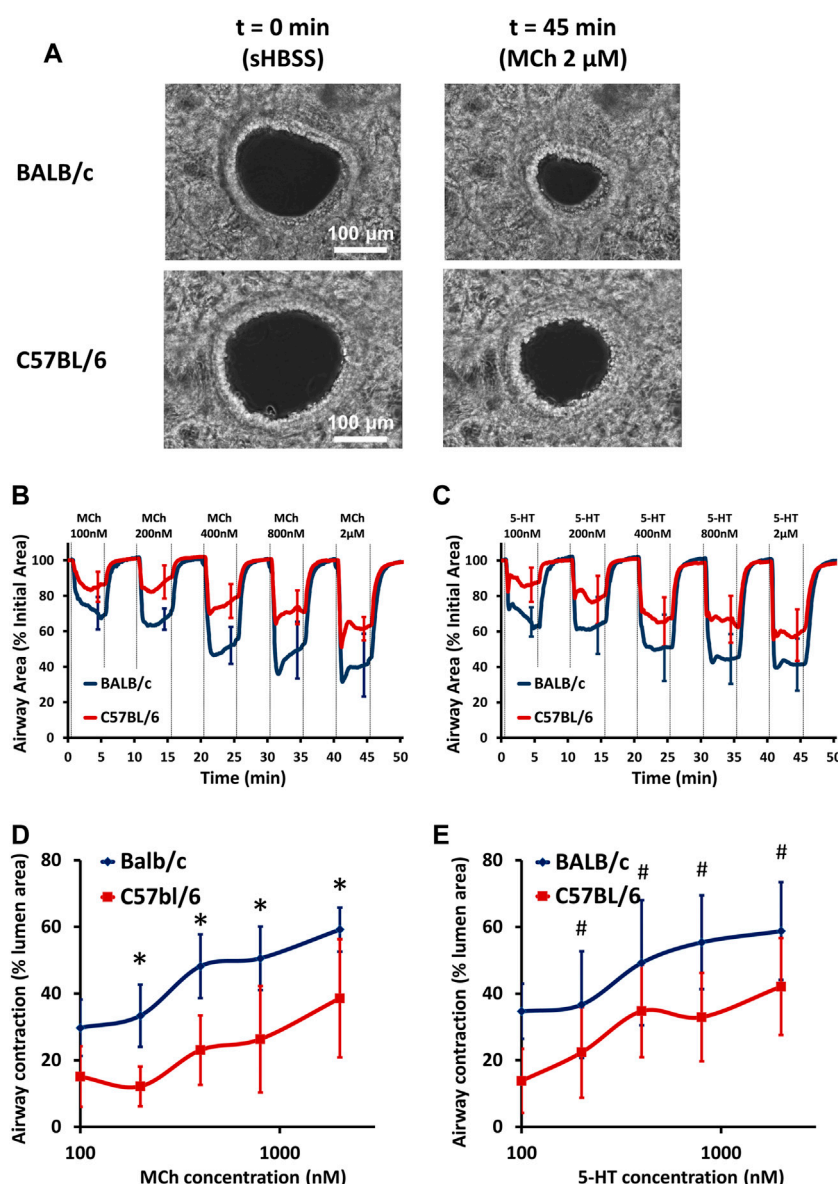 t = 0 min
(sHBSS)
t = 45 min
(MCh 2 µM)
A
BALB/c
100 µm
C57BL/6
100 µm
B
MCh
100nM
MCh
200nM
MCh
400nM
MCh
800nM
MCh
2µM
Airway Area (% Initial Area)
100
80
60
40
20
0
BALB/c
C57BL/6
0 5 10 15 20 25 30 35 40 45 50
Time (min)
C
5-HT
100nM
5-HT
200nM
5-HT
400nM
5-HT
800nM
5-HT
2µM
Airway Area (% Initial Area)
100
80
60
40
20
0
BALB/c
C57BL/6
0 5 10 15 20 25 30 35 40 45 50
Time (min)
D
Airway contraction (% lumen area)
80
60
40
20
0
Balb/c
C57bl/6
* * * *
100 1000
MCh concentration (nM)
E
Airway contraction (% lumen area)
80
60
40
20
0
BALB/c
C57BL/6
# # # #
100 1000
5-HT concentration (nM)